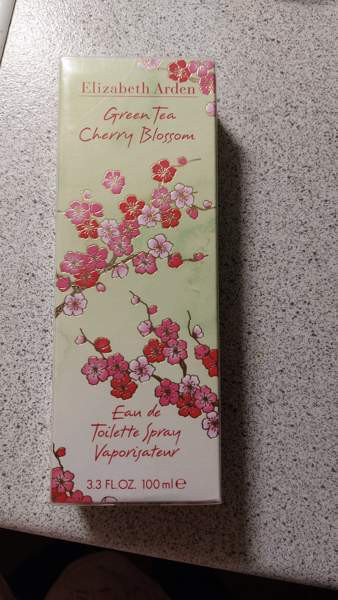 Elizabeth Arden
Green Tea
Cherry Blossom
Eau de
Toilette Spray
Vaporisateur
3.3 FL.OZ. 100 ml ℮